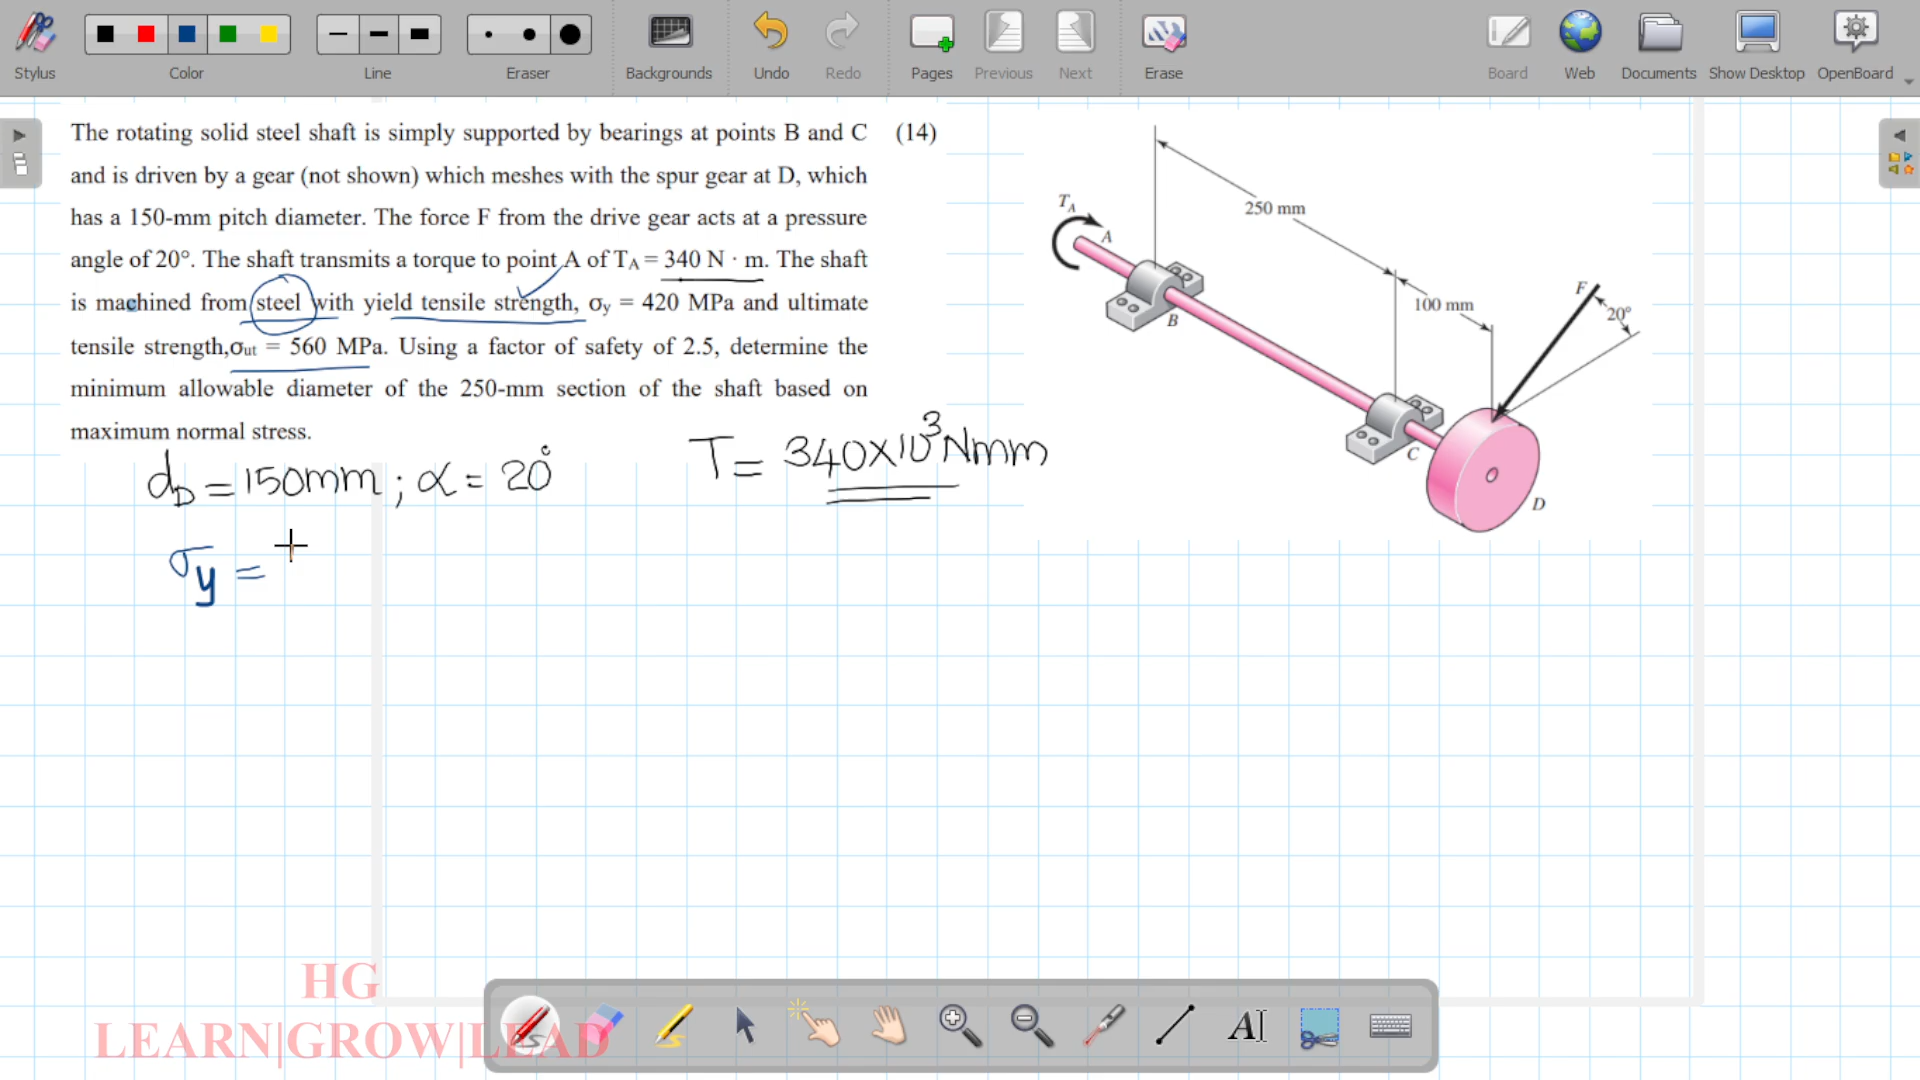 Stylus
Color
Line
Eraser
Backgrounds
Undo
Redo
Pages
Previous
Next
Erase
Board
Web
Documents
Show Desktop
OpenBoard
The rotating solid steel shaft is simply supported by bearings at points B and C (14)
and is driven by a gear (not shown) which meshes with the spur gear at D, which
has a 150-mm pitch diameter. The force F from the drive gear acts at a pressure
angle of 20°. The shaft transmits a torque to point A of TA = 340 N · m. The shaft
is machined from steel with yield tensile strength, σy = 420 MPa and ultimate
tensile strength,σut = 560 MPa. Using a factor of safety of 2.5, determine the
minimum allowable diameter of the 250-mm section of the shaft based on
maximum normal stress.
TA
A
250 mm
B
100 mm
F
20°
C
D
dD = 150mm ; α = 20°
T = 340×10³ Nmm
σy =
HG
LEARN|GROW|LEAD
AI